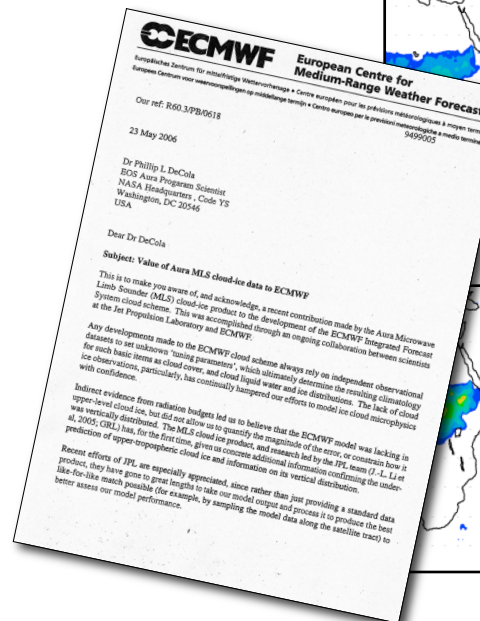 ECMWF
European Centre for
Medium-Range Weather Forecast
Europäisches Zentrum für mittelfristige Wettervorhersage • Centre européen pour les prévisions météorologiques à moyen term
Europees Centrum voor weervoorspellingen op middellange termijn • Centro europeo per le previsioni meteorologiche a medio termine
9499005
Our ref: R60.3/PB/0618
23 May 2006
Dr Phillip L DeCola
EOS Aura Progaram Scientist
NASA Headquarters , Code YS
Washington, DC 20546
USA
Dear Dr DeCola
Subject: Value of Aura MLS cloud-ice data to ECMWF
This is to make you aware of, and acknowledge, a recent contribution made by the Aura Microwave
Limb Sounder (MLS) cloud-ice product to the development of the ECMWF Integrated Forecast
System cloud scheme. This was accomplished through an ongoing collaboration between scientists
at the Jet Propulsion Laboratory and ECMWF.
Any developments made to the ECMWF cloud scheme always rely on independent observational
datasets to set unknown 'tuning parameters', which ultimately determine the resulting climatology
for such basic items as cloud cover, and cloud liquid water and ice distributions. The lack of cloud
ice observations, particularly, has continually hampered our efforts to model ice cloud microphysics
with confidence.
Indirect evidence from radiation budgets led us to believe that the ECMWF model was lacking in
upper-level cloud ice, but did not allow us to quantify the magnitude of the error, or constrain how it
was vertically distributed. The MLS cloud ice product, and research led by the JPL team (J.-L. Li et
al, 2005; GRL) has, for the first time, given us concrete additional information confirming the under-
prediction of upper-tropospheric cloud ice and information on its vertical distribution.
Recent efforts of JPL are especially appreciated, since rather than just providing a standard data
product, they have gone to great lengths to take our model output and process it to produce the best
like-for-like match possible (for example, by sampling the model data along the satellite tract) to
better assess our model performance.